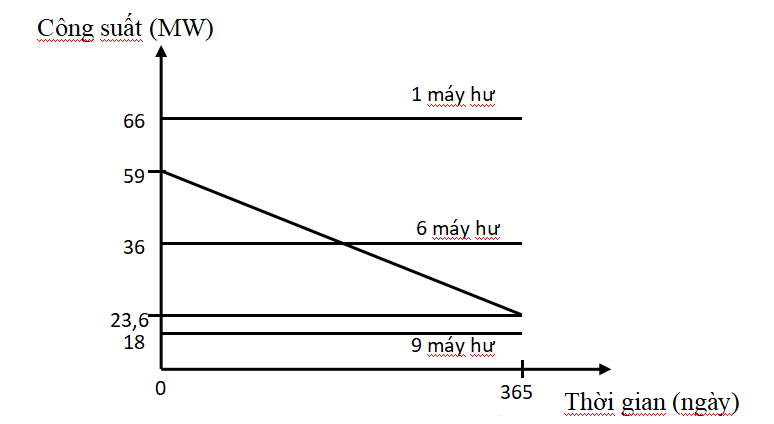 Công suất (MW)
1 máy hư
66
59
6 máy hư
36
23,6
18
9 máy hư
0
365
Thời gian (ngày)